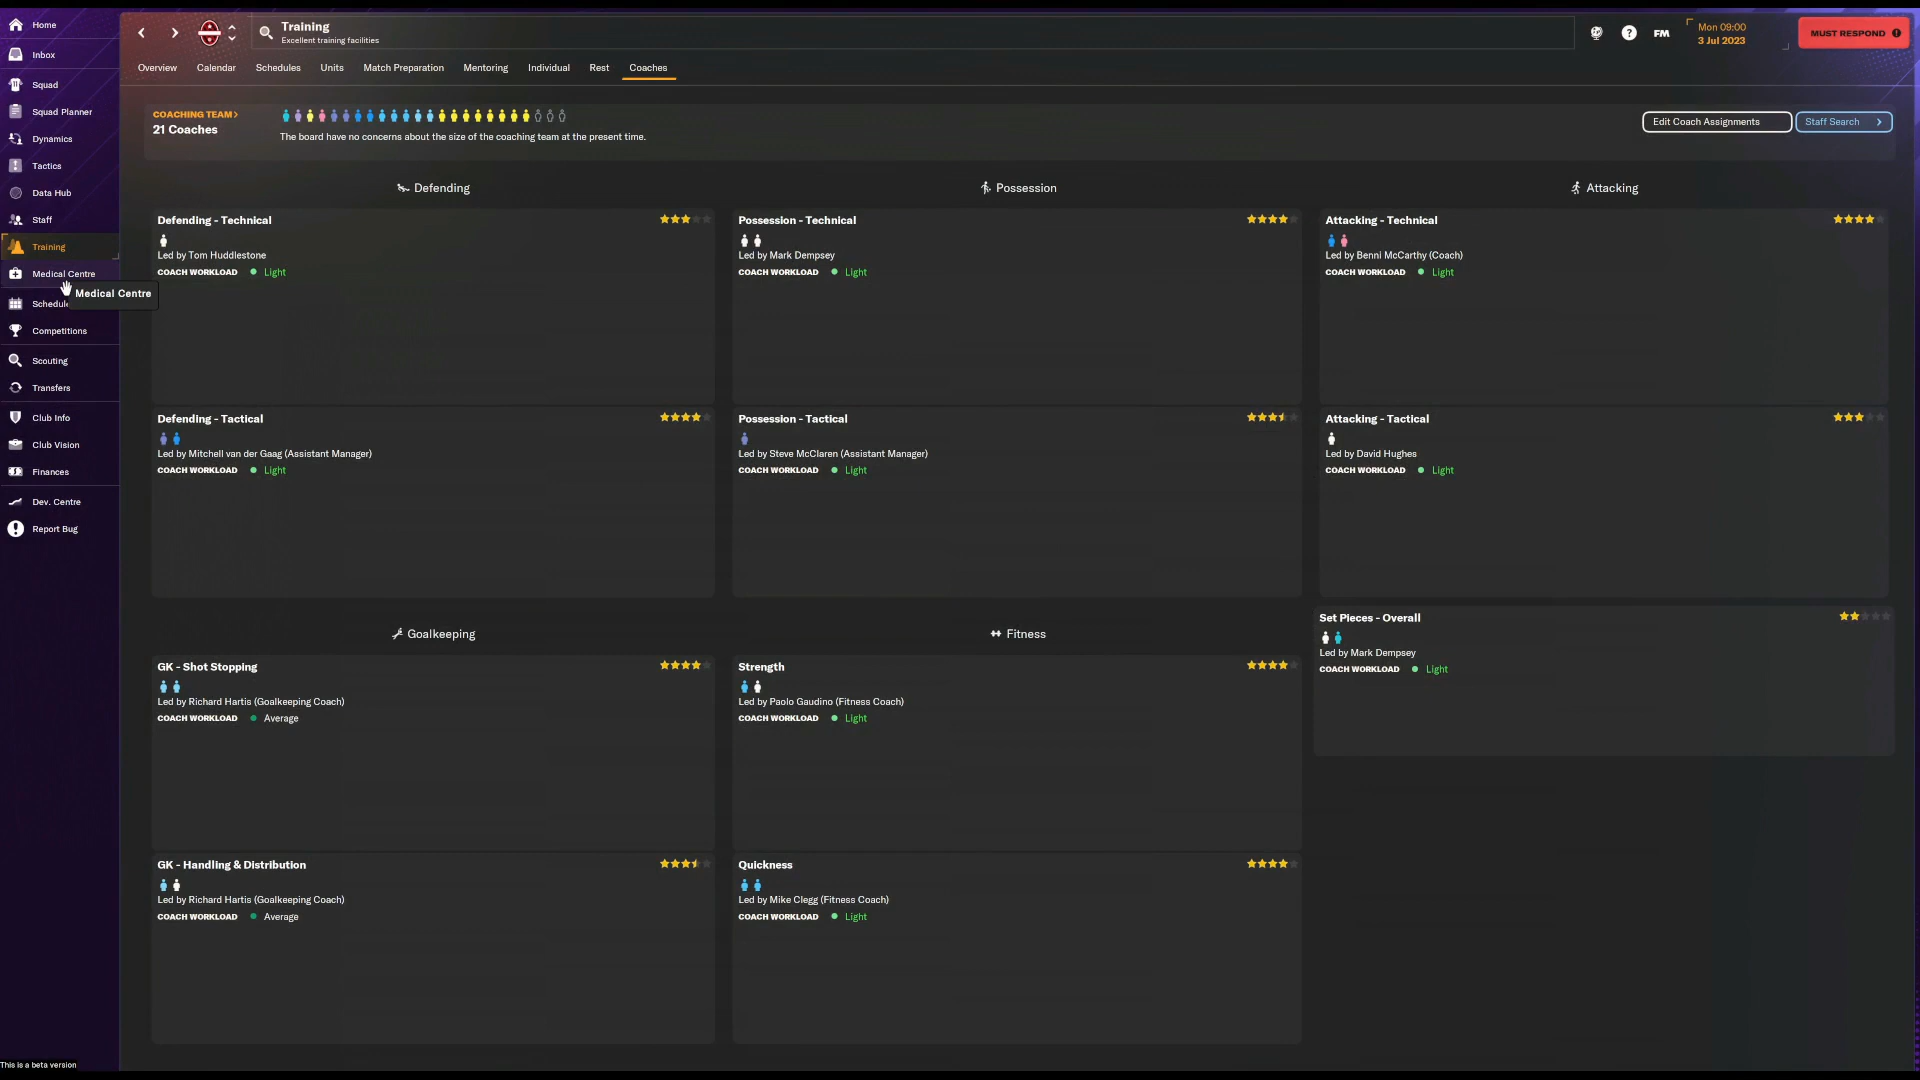 Home
Inbox
Squad
Squad Planner
Dynamics
Tactics
Data Hub
Staff
Training
Medical Centre
Medical Centre
Schedule
Competitions
Scouting
Transfers
Club Info
Club Vision
Finances
Dev. Centre
Report Bug
This is a beta version
Training
Excellent training facilities
? FM
Mon 09:00
3 Jul 2023
MUST RESPOND
Overview Calendar Schedules Units Match Preparation Mentoring Individual Rest Coaches
COACHING TEAM >
21 Coaches
The board have no concerns about the size of the coaching team at the present time.
Edit Coach Assignments
Staff Search >
Defending
Defending - Technical
Led by Tom Huddlestone
COACH WORKLOAD Light
Defending - Tactical
Led by Mitchell van der Gaag (Assistant Manager)
COACH WORKLOAD Light
Possession
Possession - Technical
Led by Mark Dempsey
COACH WORKLOAD Light
Possession - Tactical
Led by Steve McClaren (Assistant Manager)
COACH WORKLOAD Light
Attacking
Attacking - Technical
Led by Benni McCarthy (Coach)
COACH WORKLOAD Light
Attacking - Tactical
Led by David Hughes
COACH WORKLOAD Light
Set Pieces - Overall
Led by Mark Dempsey
COACH WORKLOAD Light
Goalkeeping
GK - Shot Stopping
Led by Richard Hartis (Goalkeeping Coach)
COACH WORKLOAD Average
GK - Handling & Distribution
Led by Richard Hartis (Goalkeeping Coach)
COACH WORKLOAD Average
Fitness
Strength
Led by Paolo Gaudino (Fitness Coach)
COACH WORKLOAD Light
Quickness
Led by Mike Clegg (Fitness Coach)
COACH WORKLOAD Light